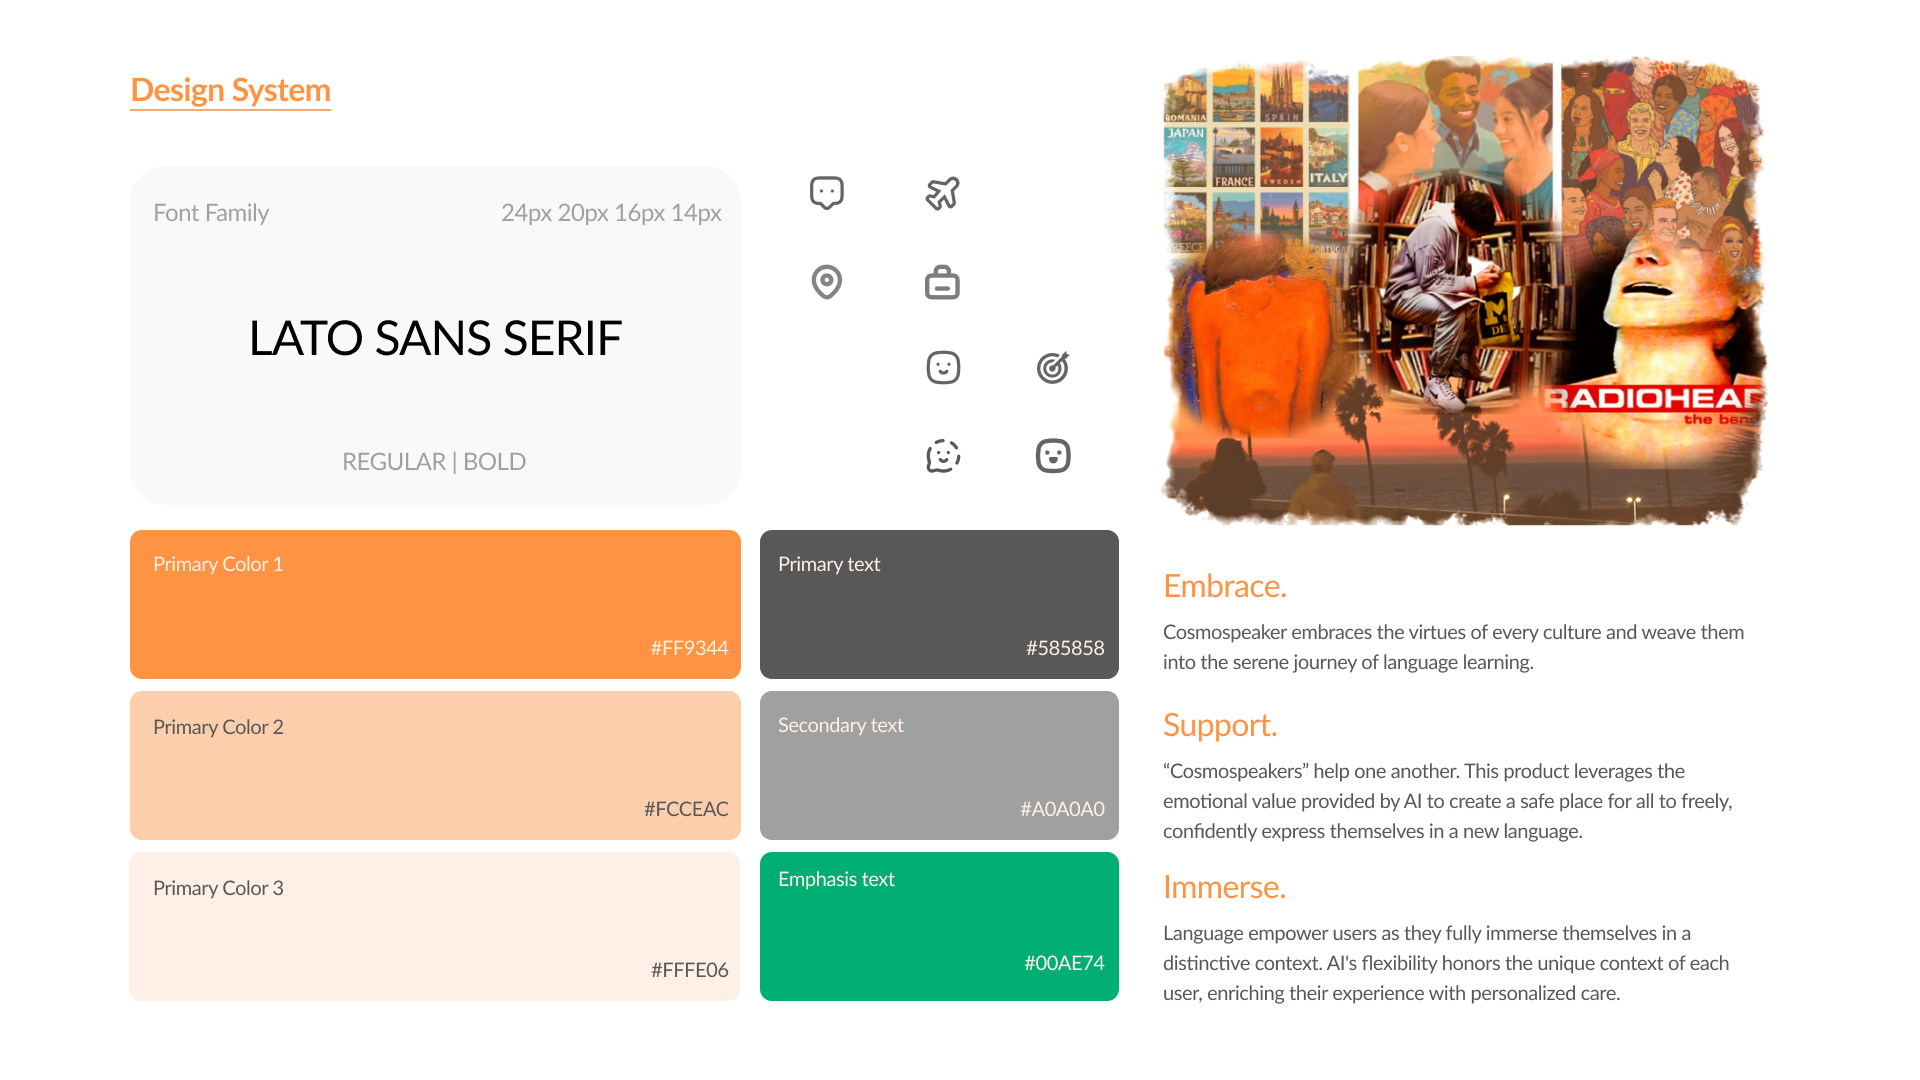 Design System
Font Family
24px 20px 16px 14px
LATO SANS SERIF
REGULAR | BOLD
Primary Color 1
#FF9344
Primary Color 2
#FCCEAC
Primary Color 3
#FFFE06
Primary text
#585858
Secondary text
#A0A0A0
Emphasis text
#00AE74
ROMANIA
SPAIN
JAPAN
FRANCE
SWEDEN
ITALY
PORTUGA
M
RADIOHEAD
the ben
Embrace.
Cosmospeaker embraces the virtues of every culture and weave them
into the serene journey of language learning.
Support.
“Cosmospeakers” help one another. This product leverages the
emotional value provided by AI to create a safe place for all to freely,
confidently express themselves in a new language.
Immerse.
Language empower users as they fully immerse themselves in a
distinctive context. AI's flexibility honors the unique context of each
user, enriching their experience with personalized care.